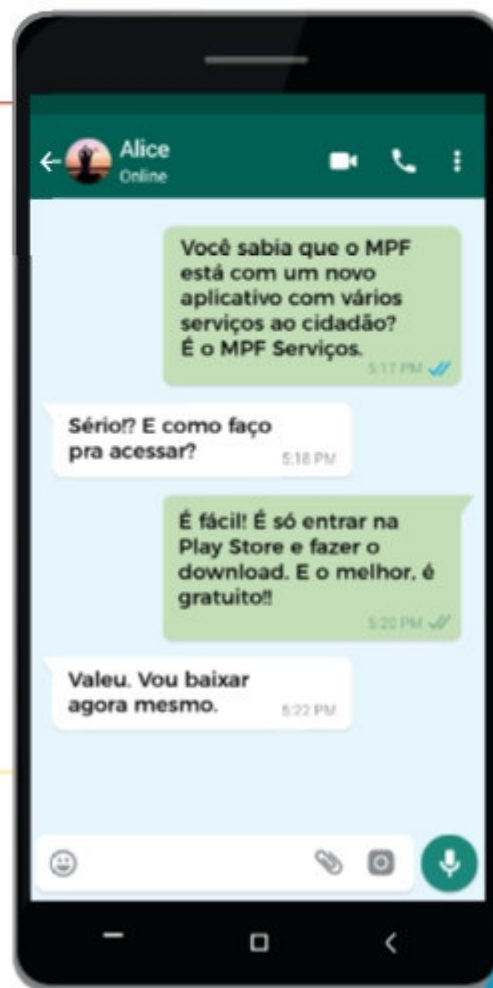 Alice
Online
Você sabia que o MPF
está com um novo
aplicativo com vários
serviços ao cidadão?
É o MPF Serviços.
5:17 PM
Sério!? E como faço
pra acessar?
5:18 PM
É fácil! É só entrar na
Play Store e fazer o
download. E o melhor, é
gratuito!!
5:20 PM
Valeu. Vou baixar
agora mesmo.
5:22 PM